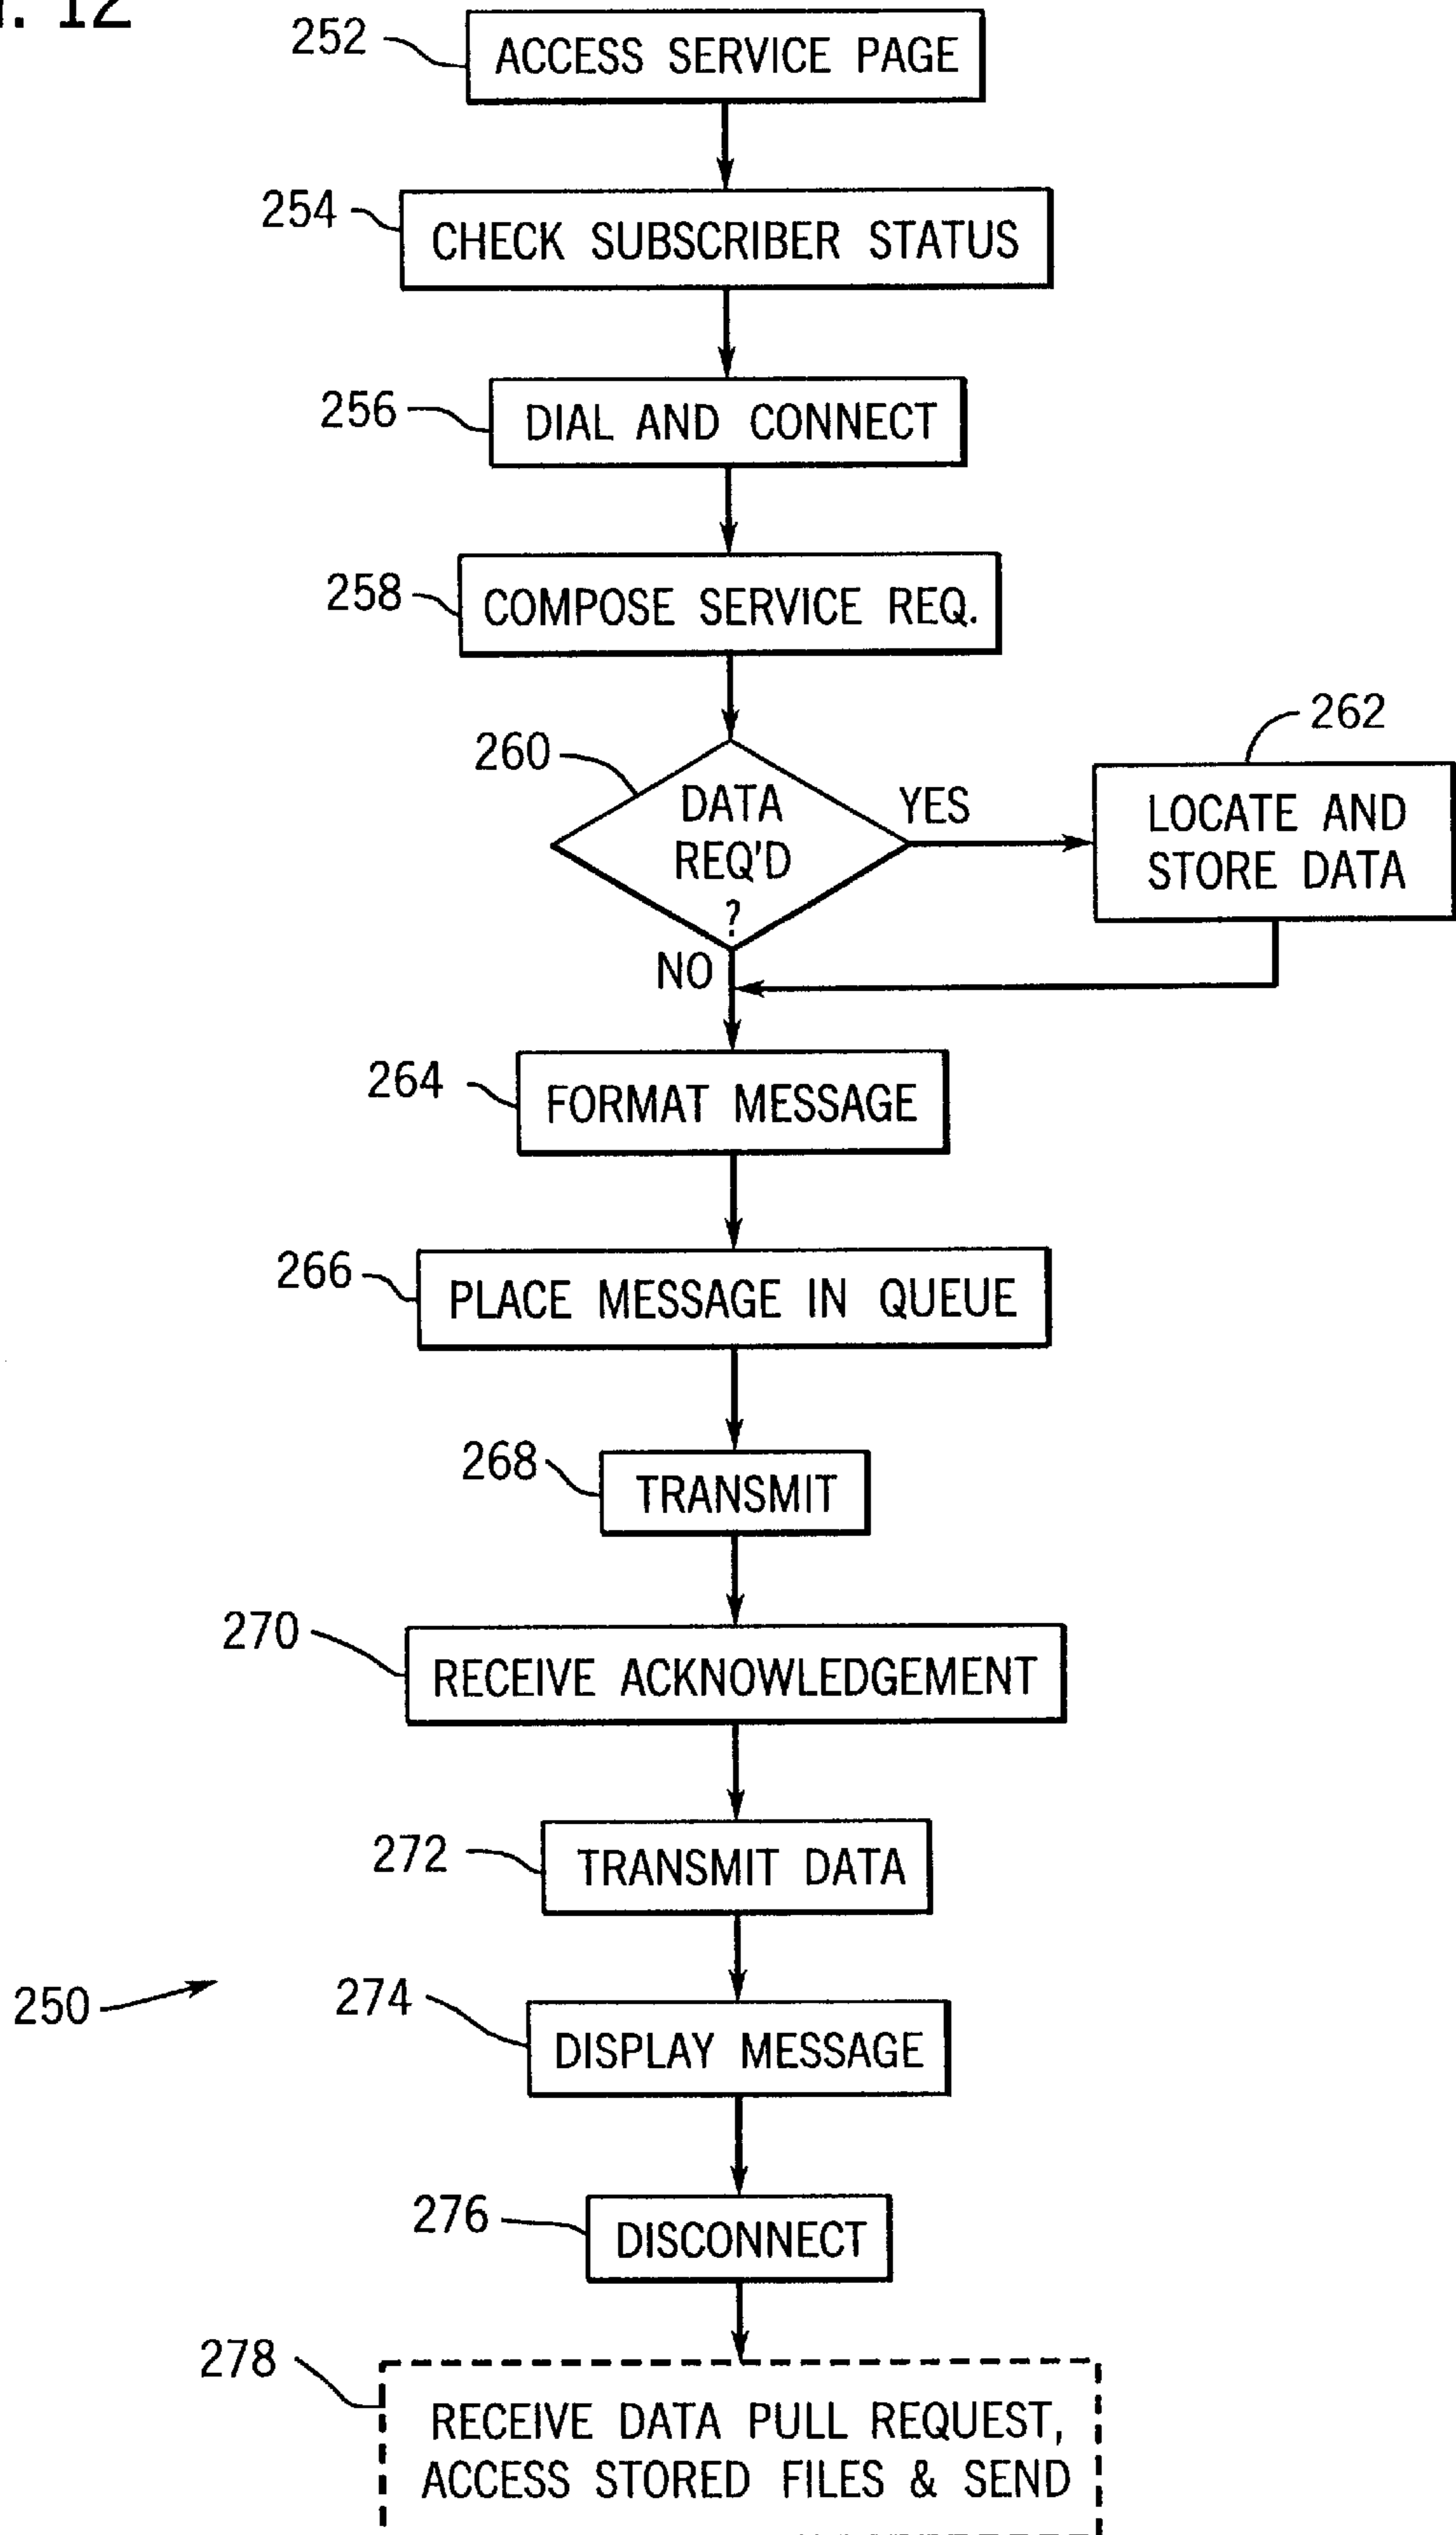 . 12
252
ACCESS SERVICE PAGE
254
CHECK SUBSCRIBER STATUS
256
DIAL AND CONNECT
258
COMPOSE SERVICE REQ.
260
DATA
REQ'D
?
YES
NO
262
LOCATE AND
STORE DATA
264
FORMAT MESSAGE
266
PLACE MESSAGE IN QUEUE
268
TRANSMIT
270
RECEIVE ACKNOWLEDGEMENT
272
TRANSMIT DATA
250
274
DISPLAY MESSAGE
276
DISCONNECT
278
RECEIVE DATA PULL REQUEST,
ACCESS STORED FILES & SEND